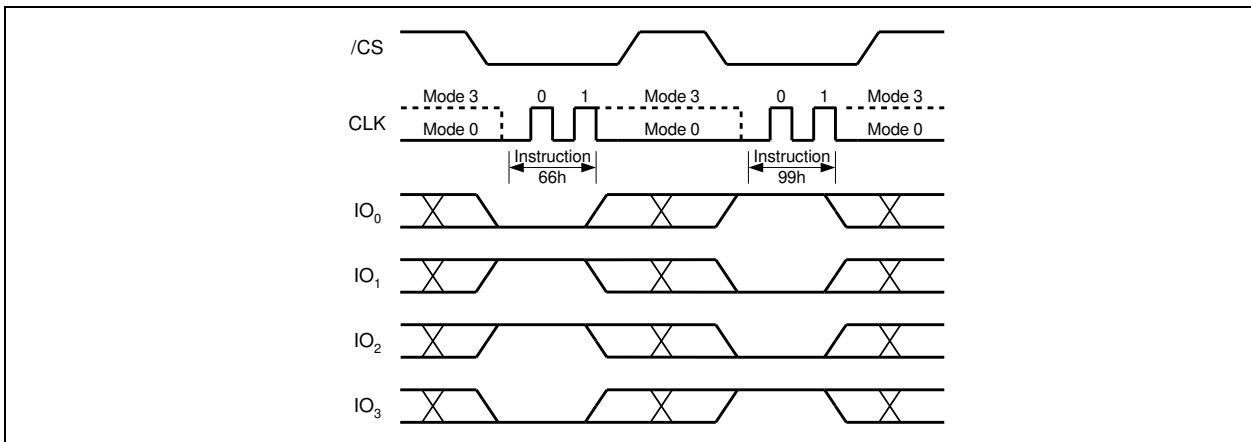 /CS
Mode 3 0 1 Mode 3 0 1 Mode 3
CLK
Mode 0 Mode 0 Mode 0
Instruction Instruction
66h 99h
IO0
IO1
IO2
IO3